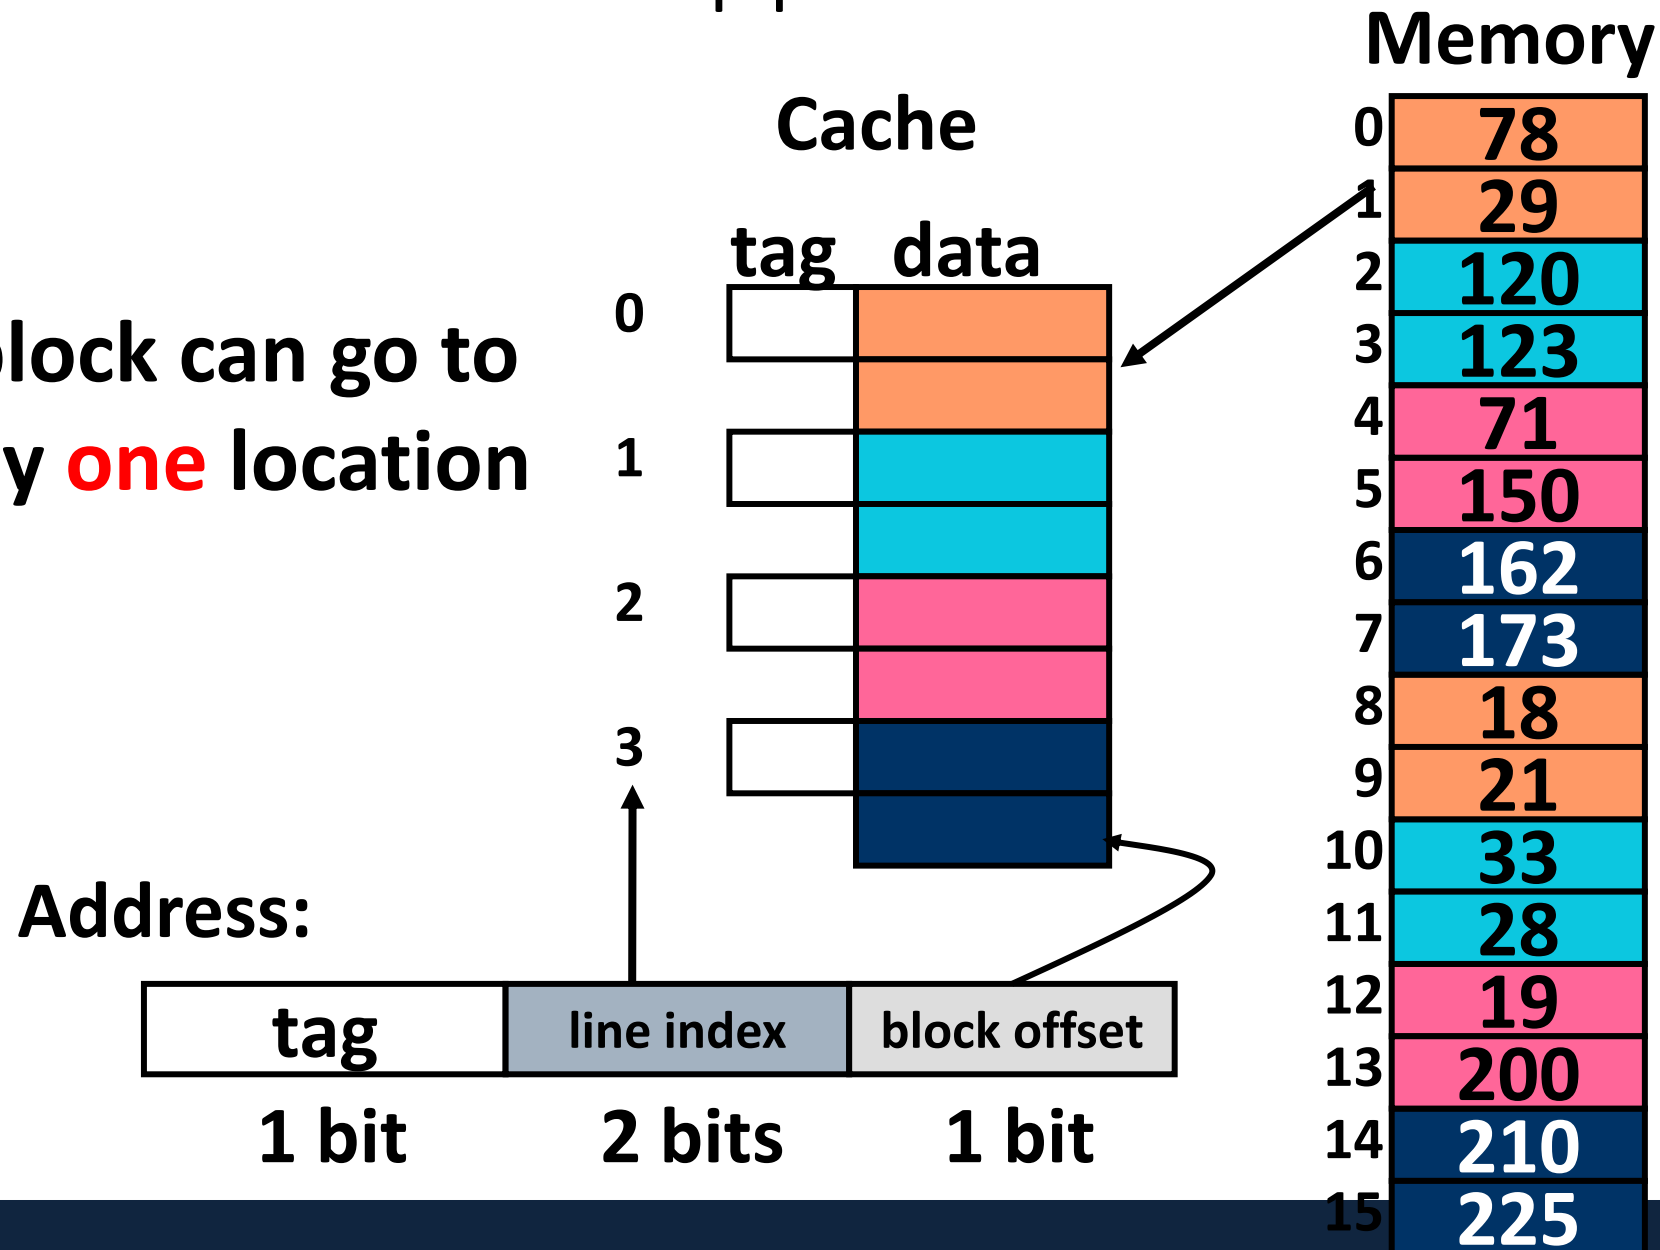 Memory
Cache
tag data
0
1
2
3
block can go to
one location
Address:
tag line index block offset
1 bit 2 bits 1 bit
0 78
1 29
2 120
3 123
4 71
5 150
6 162
7 173
8 18
9 21
10 33
11 28
12 19
13 200
14 210
15 225